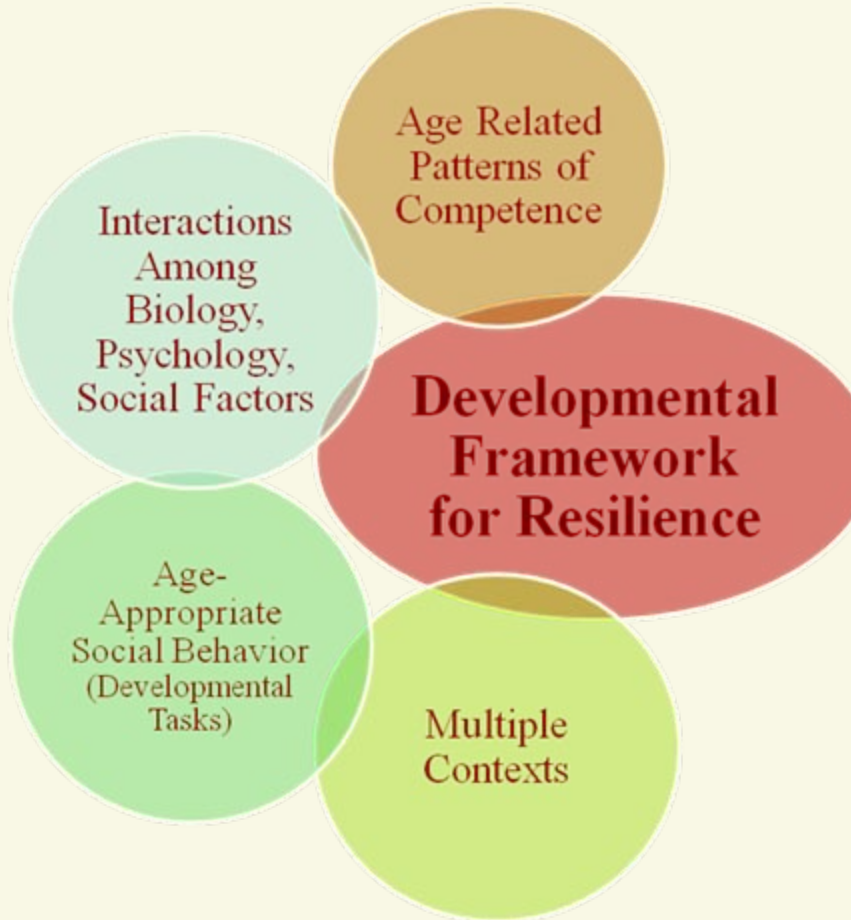 Age Related
Patterns of
Competence
Interactions
Among
Biology,
Psychology,
Social Factors
Developmental
Framework
for Resilience
Age-
Appropriate
Social Behavior
(Developmental
Tasks)
Multiple
Contexts